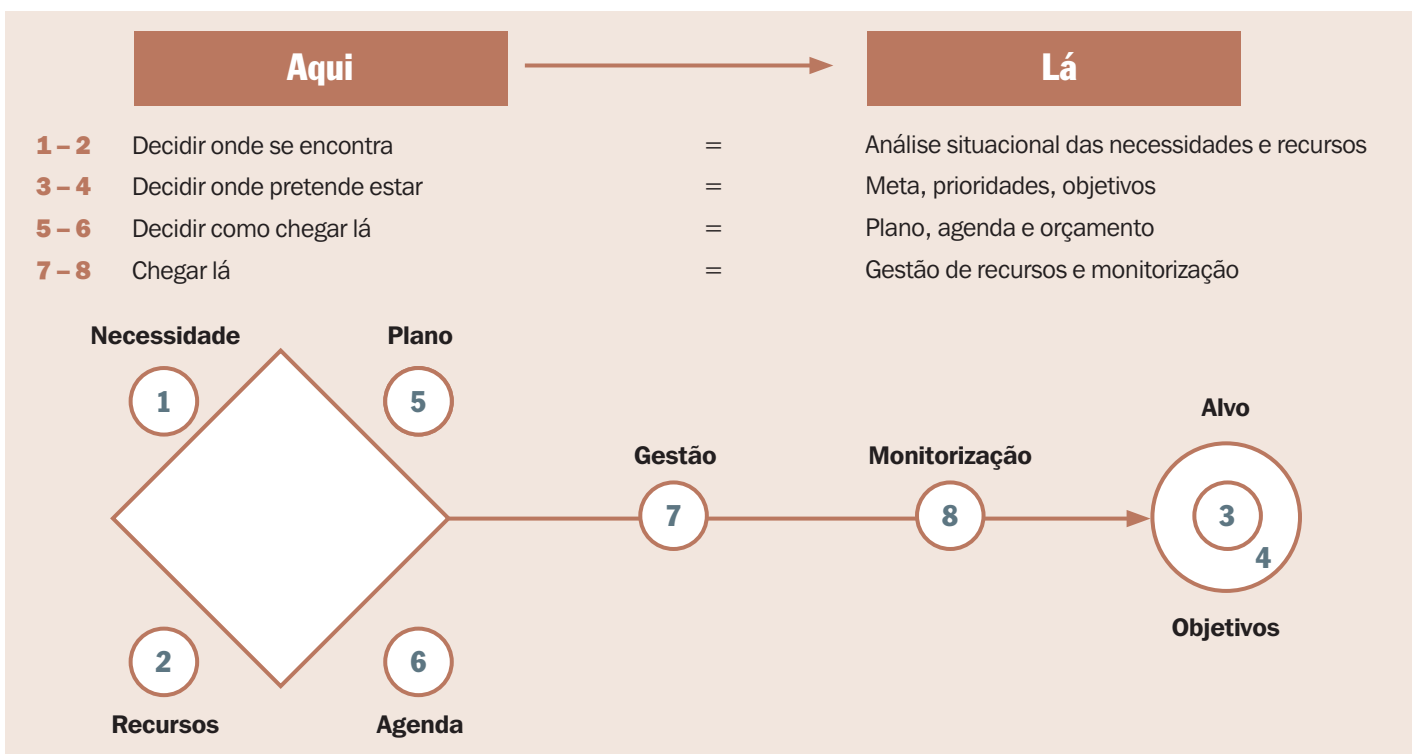 Aqui
Lá
1 – 2 Decidir onde se encontra = Análise situacional das necessidades e recursos
3 – 4 Decidir onde pretende estar = Meta, prioridades, objetivos
5 – 6 Decidir como chegar lá = Plano, agenda e orçamento
7 – 8 Chegar lá = Gestão de recursos e monitorização
Necessidade
1
Plano
5
Gestão
7
Monitorização
8
Alvo
3
4
Objetivos
2
Recursos
6
Agenda